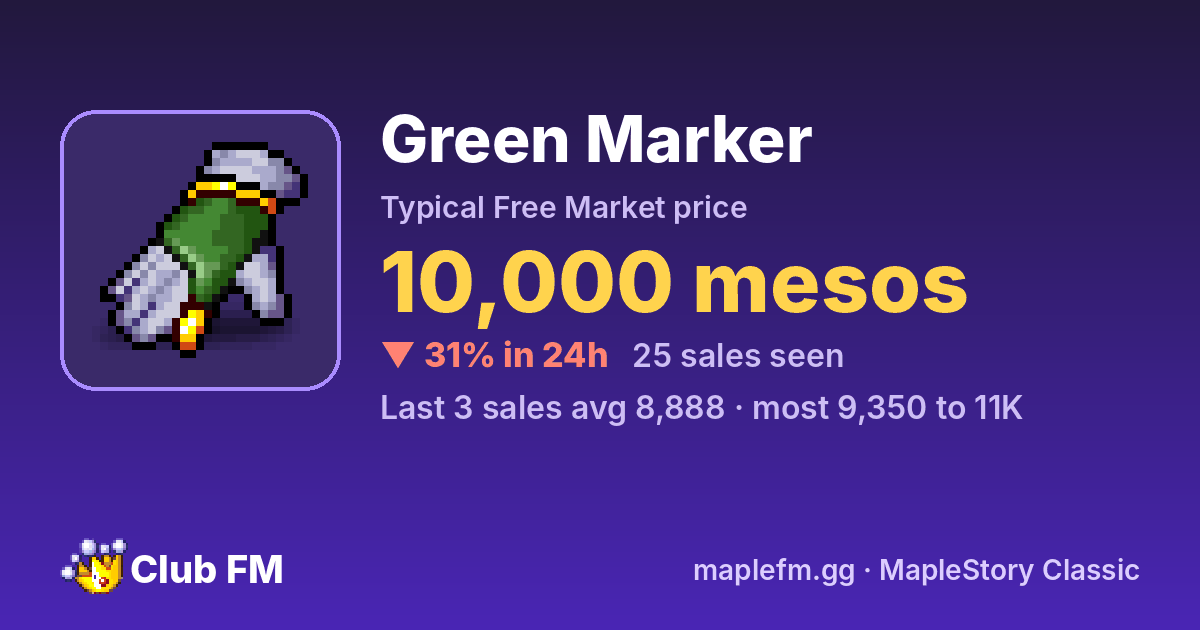 Green Marker
Typical Free Market price
10,000 mesos
▼ 31% in 24h 25 sales seen
Last 3 sales avg 8,888 · most 9,350 to 11K
Club FM
maplefm.gg · MapleStory Classic